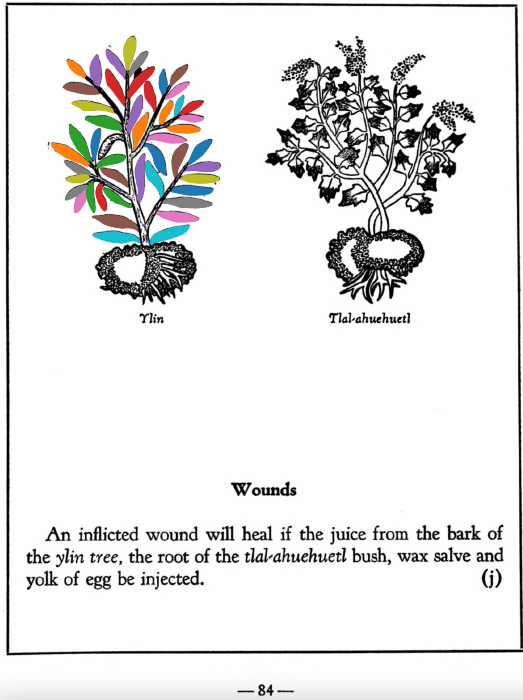 Ylin
Tlal-ahuehuetl
Wounds
An inflicted wound will heal if the juice from the bark of
the ylin tree, the root of the tlal-ahuehuetl bush, wax salve and
yolk of egg be injected. (j)
— 84 —